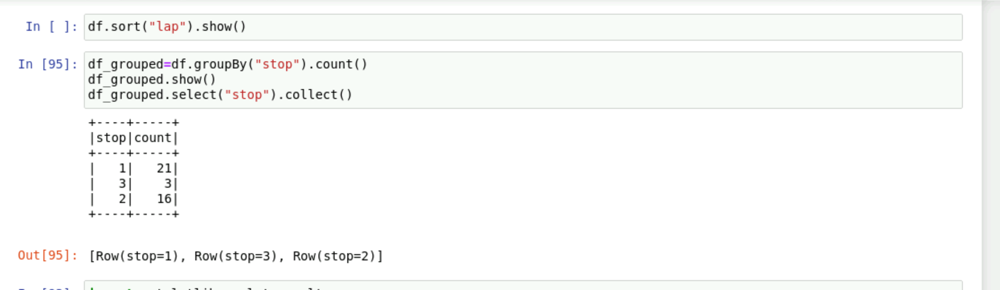 In [ ]: df.sort("lap").show()
In [95]: df_grouped=df.groupBy("stop").count()
df_grouped.show()
df_grouped.select("stop").collect()
+----+-----+
|stop|count|
+----+-----+
|   1|   21|
|   3|    3|
|   2|   16|
+----+-----+
Out[95]: [Row(stop=1), Row(stop=3), Row(stop=2)]